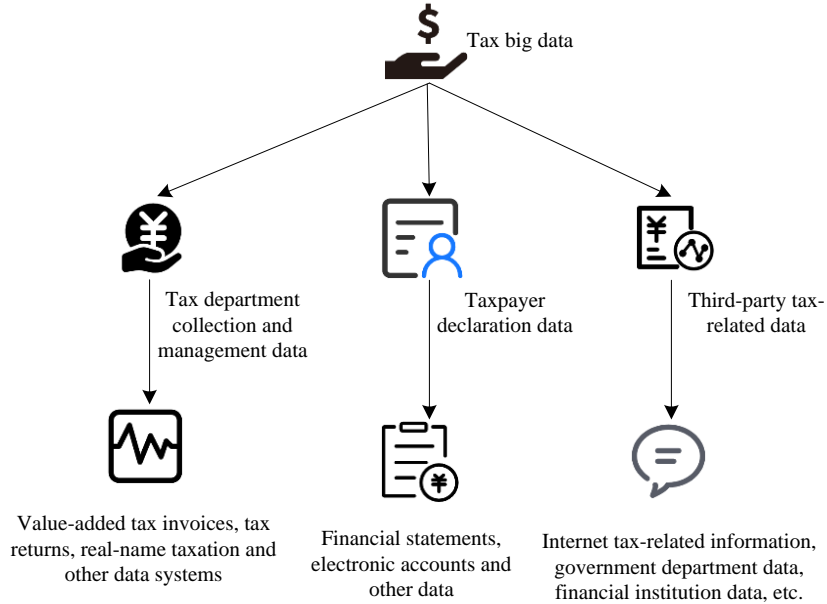 $
Tax big data
¥
¥
Tax department
collection and
management data
Taxpayer
declaration data
Third-party tax-
related data
¥
Value-added tax invoices, tax
returns, real-name taxation and
other data systems
Financial statements,
electronic accounts and
other data
Internet tax-related information,
government department data,
financial institution data, etc.